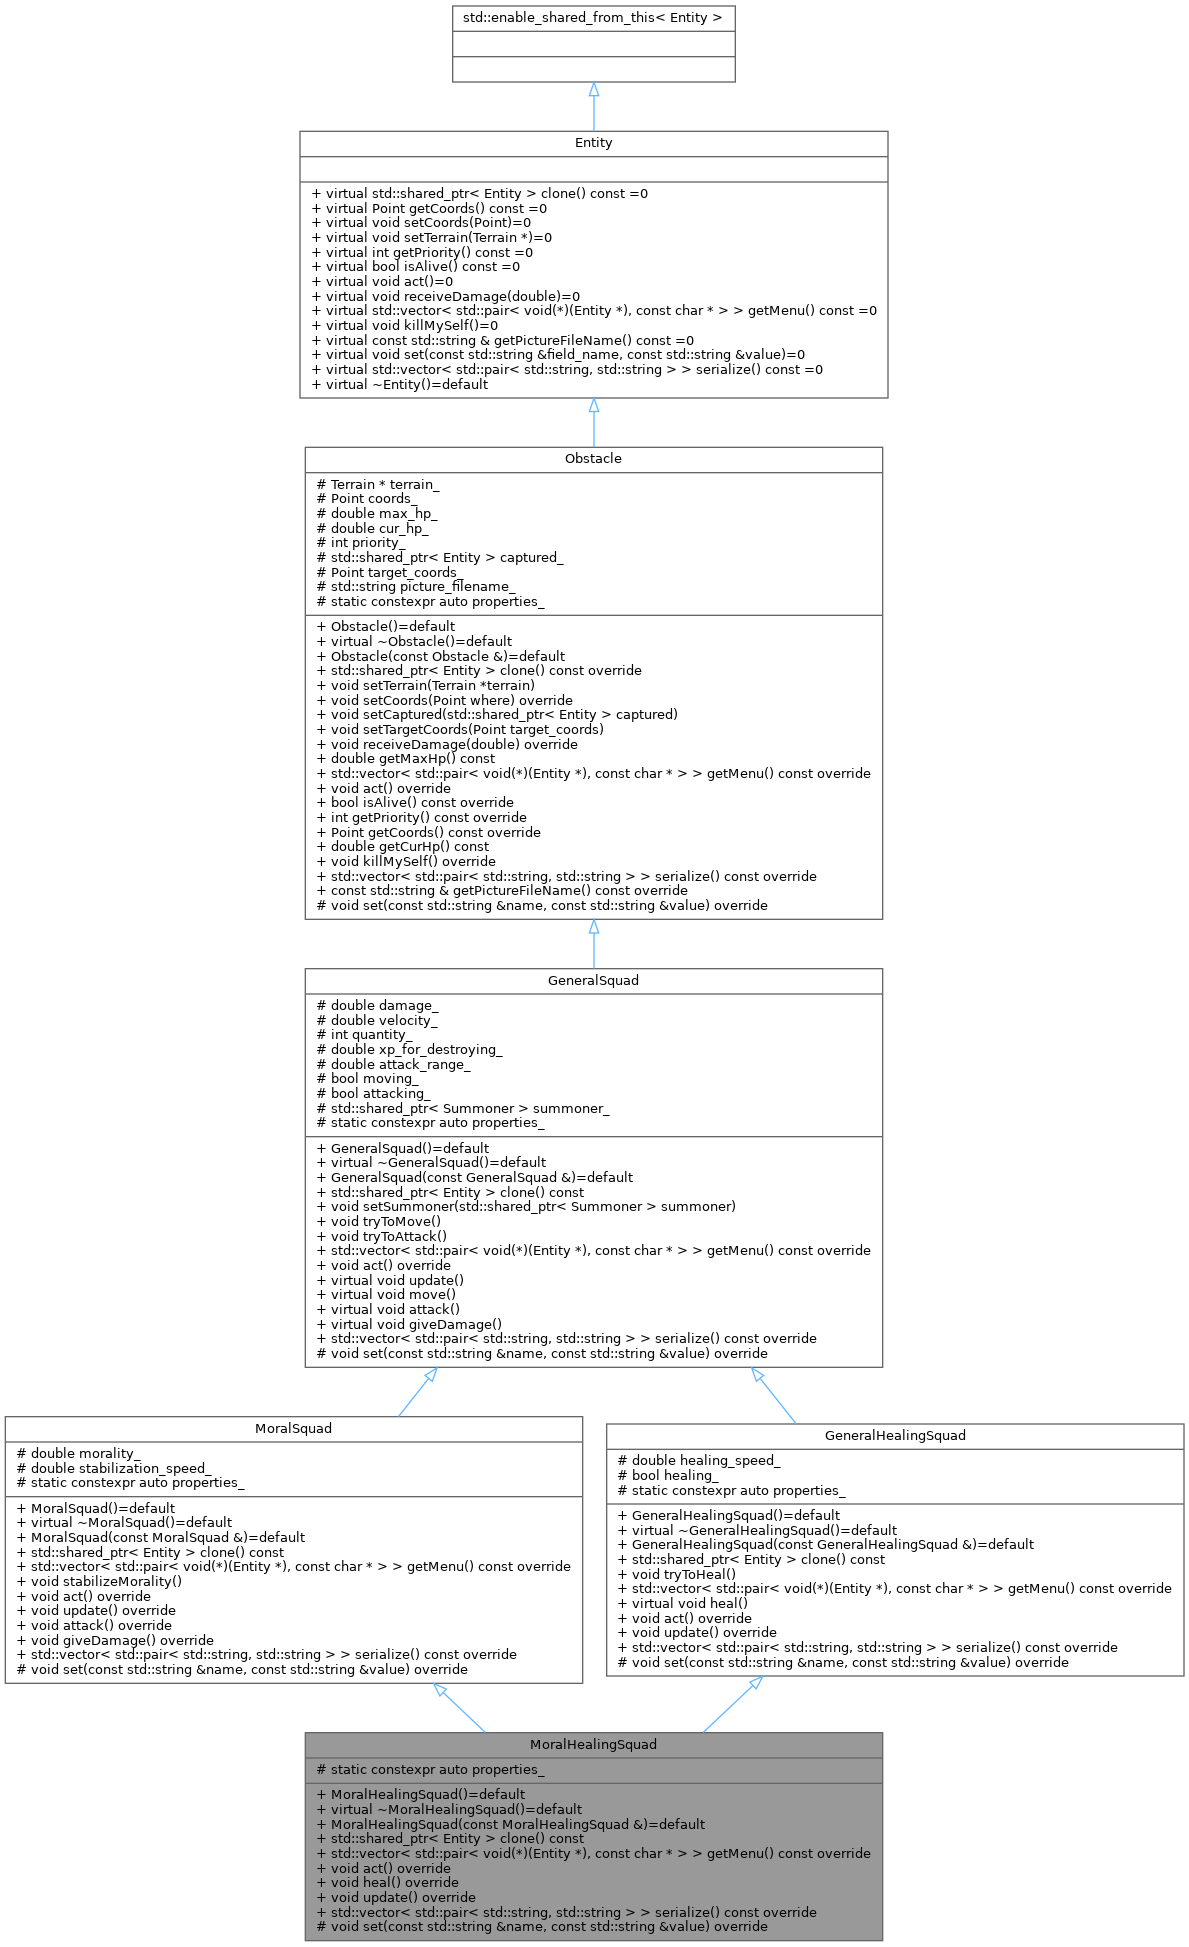 std::enable_shared_from_this< Entity >
Entity
+ virtual std::shared_ptr< Entity > clone() const =0
+ virtual Point getCoords() const =0
+ virtual void setCoords(Point)=0
+ virtual void setTerrain(Terrain *)=0
+ virtual int getPriority() const =0
+ virtual bool isAlive() const =0
+ virtual void act()=0
+ virtual void receiveDamage(double)=0
+ virtual std::vector< std::pair< void(*)(Entity *), const char * > > getMenu() const =0
+ virtual void killMySelf()=0
+ virtual const std::string & getPictureFileName() const =0
+ virtual void set(const std::string &field_name, const std::string &value)=0
+ virtual std::vector< std::pair< std::string, std::string > > serialize() const =0
+ virtual ~Entity()=default
Obstacle
# Terrain * terrain_
# Point coords_
# double max_hp_
# double cur_hp_
# int priority_
# std::shared_ptr< Entity > captured_
# Point target_coords_
# std::string picture_filename_
# static constexpr auto properties_
+ Obstacle()=default
+ virtual ~Obstacle()=default
+ Obstacle(const Obstacle &)=default
+ std::shared_ptr< Entity > clone() const override
+ void setTerrain(Terrain *terrain)
+ void setCoords(Point where) override
+ void setCaptured(std::shared_ptr< Entity > captured)
+ void setTargetCoords(Point target_coords)
+ void receiveDamage(double) override
+ double getMaxHp() const
+ std::vector< std::pair< void(*)(Entity *), const char * > > getMenu() const override
+ void act() override
+ bool isAlive() const override
+ int getPriority() const override
+ Point getCoords() const override
+ double getCurHp() const
+ void killMySelf() override
+ std::vector< std::pair< std::string, std::string > > serialize() const override
+ const std::string & getPictureFileName() const override
# void set(const std::string &name, const std::string &value) override
GeneralSquad
# double damage_
# double velocity_
# int quantity_
# double xp_for_destroying_
# double attack_range_
# bool moving_
# bool attacking_
# std::shared_ptr< Summoner > summoner_
# static constexpr auto properties_
+ GeneralSquad()=default
+ virtual ~GeneralSquad()=default
+ GeneralSquad(const GeneralSquad &)=default
+ std::shared_ptr< Entity > clone() const
+ void setSummoner(std::shared_ptr< Summoner > summoner)
+ void tryToMove()
+ void tryToAttack()
+ std::vector< std::pair< void(*)(Entity *), const char * > > getMenu() const override
+ void act() override
+ virtual void update()
+ virtual void move()
+ virtual void attack()
+ virtual void giveDamage()
+ std::vector< std::pair< std::string, std::string > > serialize() const override
# void set(const std::string &name, const std::string &value) override
MoralSquad
# double morality_
# double stabilization_speed_
# static constexpr auto properties_
+ MoralSquad()=default
+ virtual ~MoralSquad()=default
+ MoralSquad(const MoralSquad &)=default
+ std::shared_ptr< Entity > clone() const
+ std::vector< std::pair< void(*)(Entity *), const char * > > getMenu() const override
+ void stabilizeMorality()
+ void act() override
+ void update() override
+ void attack() override
+ void giveDamage() override
+ std::vector< std::pair< std::string, std::string > > serialize() const override
# void set(const std::string &name, const std::string &value) override
GeneralHealingSquad
# double healing_speed_
# bool healing_
# static constexpr auto properties_
+ GeneralHealingSquad()=default
+ virtual ~GeneralHealingSquad()=default
+ GeneralHealingSquad(const GeneralHealingSquad &)=default
+ std::shared_ptr< Entity > clone() const
+ void tryToHeal()
+ std::vector< std::pair< void(*)(Entity *), const char * > > getMenu() const override
+ virtual void heal()
+ void act() override
+ void update() override
+ std::vector< std::pair< std::string, std::string > > serialize() const override
# void set(const std::string &name, const std::string &value) override
MoralHealingSquad
# static constexpr auto properties_
+ MoralHealingSquad()=default
+ virtual ~MoralHealingSquad()=default
+ MoralHealingSquad(const MoralHealingSquad &)=default
+ std::shared_ptr< Entity > clone() const
+ std::vector< std::pair< void(*)(Entity *), const char * > > getMenu() const override
+ void act() override
+ void heal() override
+ void update() override
+ std::vector< std::pair< std::string, std::string > > serialize() const override
# void set(const std::string &name, const std::string &value) override